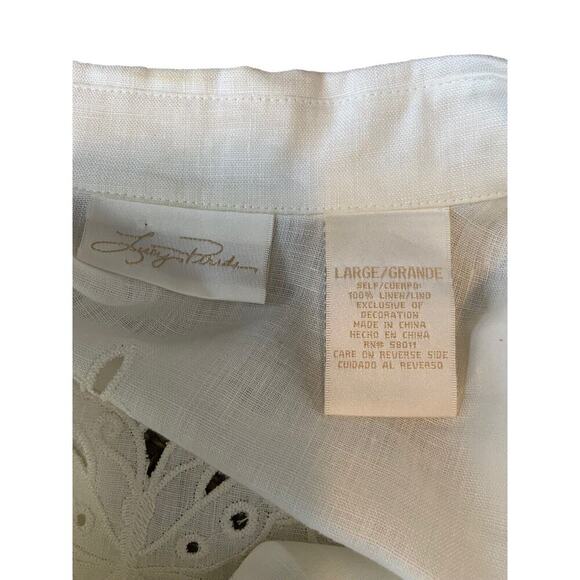 LARGE/GRANDE
SELF/CUERPO:
100% LINEN/LINO
EXCLUSIVE OF
DECORATION
MADE IN CHINA
HECHO EN CHINA
RN# 58011
CARE ON REVERSE SIDE
CUIDADO AL REVERSO